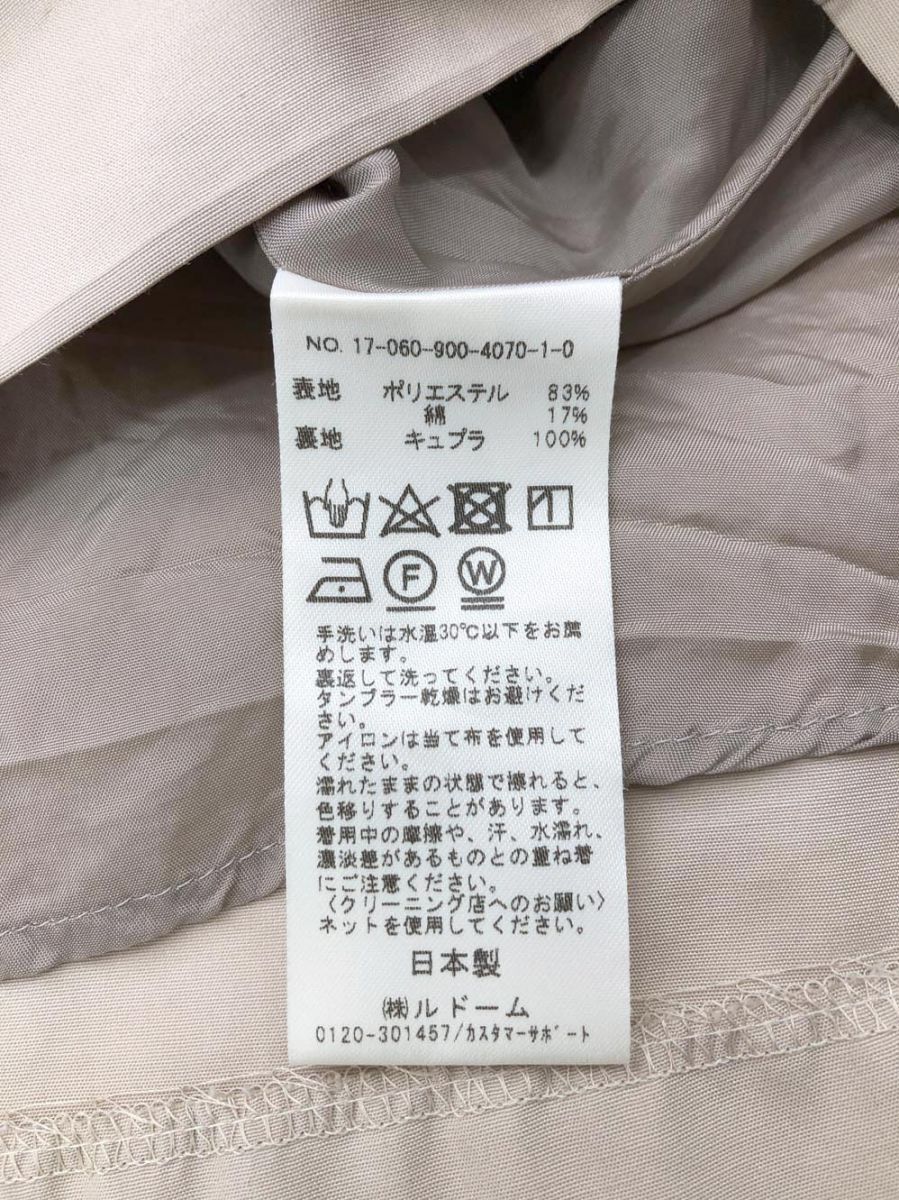 NO. 17-060-900-4070-1-0
表地 ポリエステル 83%
綿 17%
裏地 キュプラ 100%
F W
手洗いは水温30℃以下をお薦
めします。
裏返して洗ってください。
タンブラー乾燥はお避けくだ
さい。
アイロンは当て布を使用して
ください。
濡れたままの状態で擦れると、
色移りすることがあります。
着用中の摩擦や、汗、水濡れ、
濃淡差があるものとの重ね着
にご注意ください。
〈クリーニング店へのお願い〉
ネットを使用してください。
日本製
㈱ルドーム
0120-301457/ｶｽﾀﾏｰｻﾎﾟｰﾄ